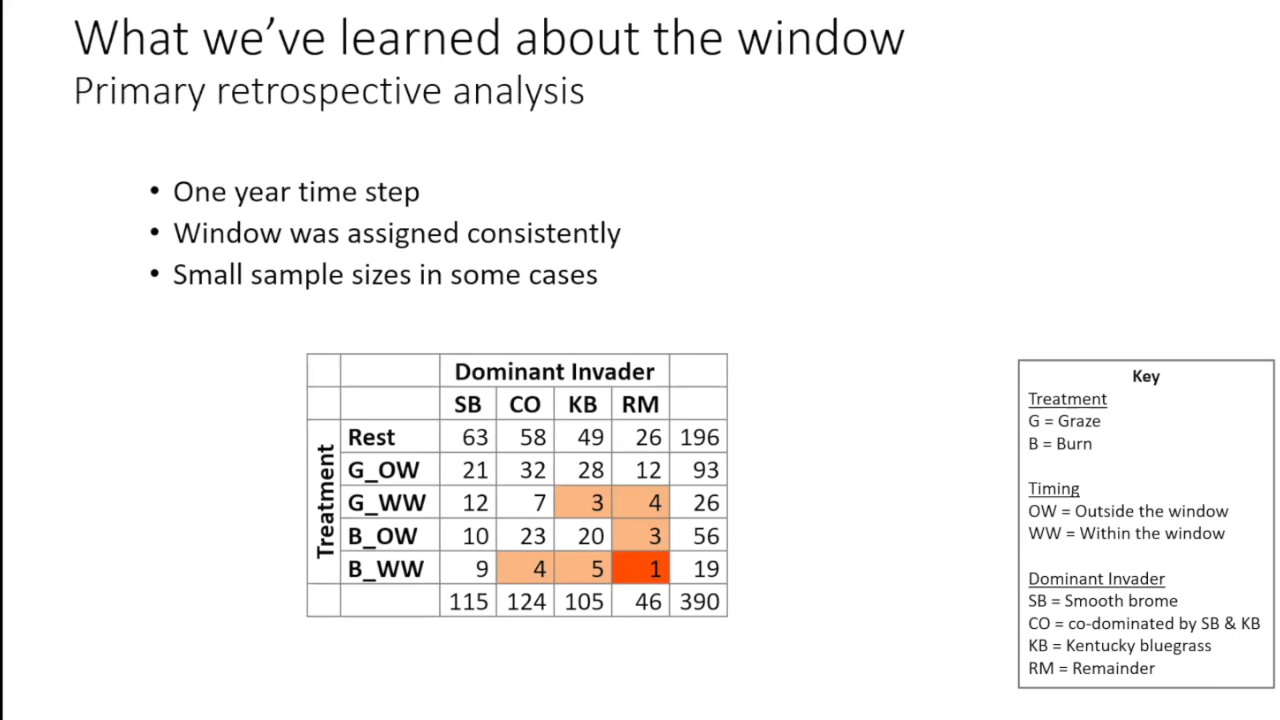 What we've learned about the window
Primary retrospective analysis
• One year time step
• Window was assigned consistently
• Small sample sizes in some cases
Dominant Invader
SB CO KB RM
Treatment
Rest 63 58 49 26 196
G_OW 21 32 28 12 93
G_WW 12 7 3 4 26
B_OW 10 23 20 3 56
B_WW 9 4 5 1 19
115 124 105 46 390
Key
Treatment
G = Graze
B = Burn
Timing
OW = Outside the window
WW = Within the window
Dominant Invader
SB = Smooth brome
CO = co-dominated by SB & KB
KB = Kentucky bluegrass
RM = Remainder